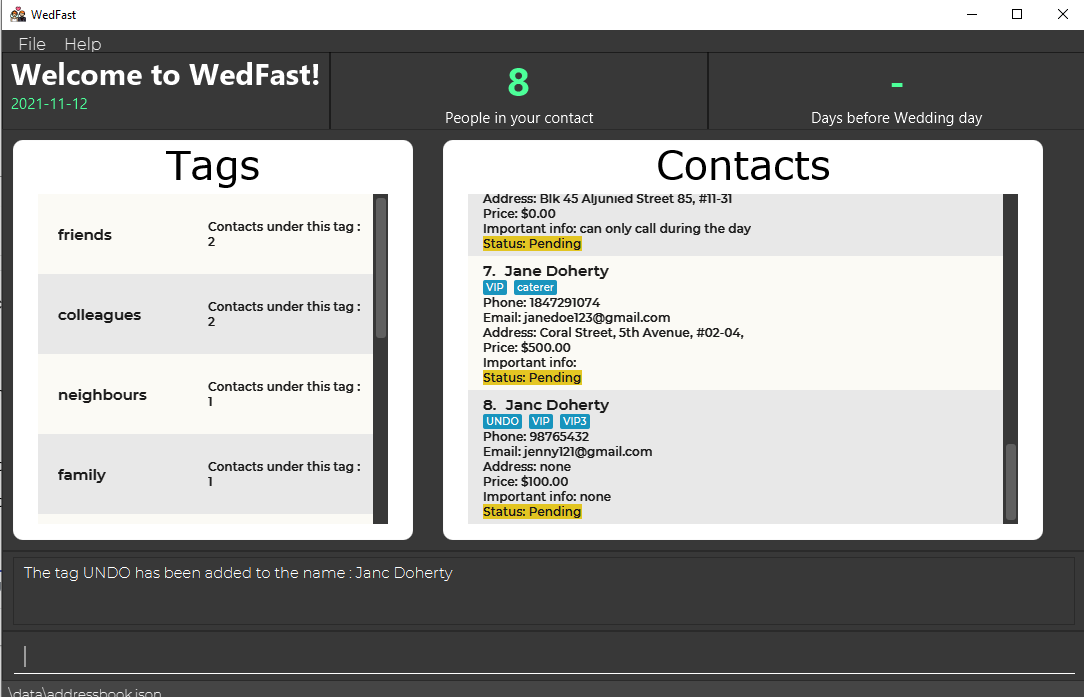 WedFast
File Help
Welcome to WedFast!
2021-11-12
8
People in your contact
-
Days before Wedding day
Tags
friends
Contacts under this tag :
2
colleagues
Contacts under this tag :
2
neighbours
Contacts under this tag :
1
family
Contacts under this tag :
1
Contacts
Address: Blk 45 Aljunied Street 85, #11-31
Price: $0.00
Important info: can only call during the day
Status: Pending
7. Jane Doherty
VIP caterer
Phone: 1847291074
Email: janedoe123@gmail.com
Address: Coral Street, 5th Avenue, #02-04,
Price: $500.00
Important info:
Status: Pending
8. Janc Doherty
UNDO VIP VIP3
Phone: 98765432
Email: jenny121@gmail.com
Address: none
Price: $100.00
Important info: none
Status: Pending
The tag UNDO has been added to the name : Janc Doherty
\data\addressbook.json